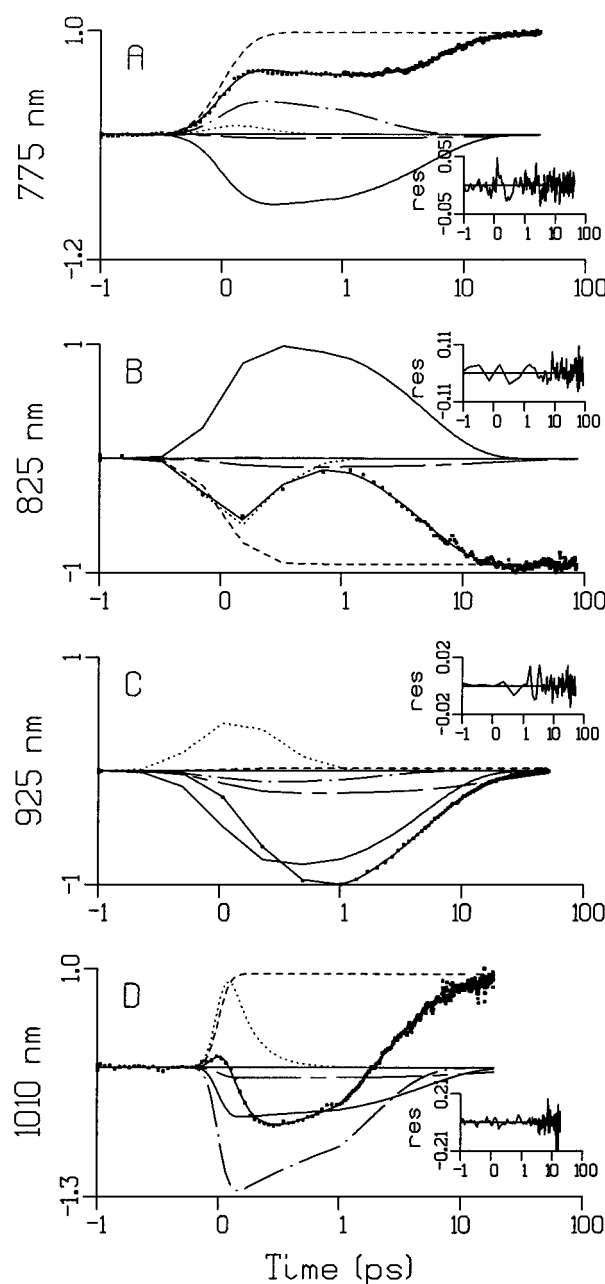 A
775 nm
1.0
-1.2
-1 0 1 10 100
res
0.05
-0.05
-1 0 1 10 100
B
825 nm
1
-1
-1 0 1 10 100
res
0.11
-0.11
-1 0 1 10 100
C
925 nm
1
-1
-1 0 1 10 100
res
0.02
-0.02
-1 0 1 10 100
D
1010 nm
1.0
-1.3
-1 0 1 10 100
res
0.21
-0.21
-1 0 1 10 100
Time (ps)